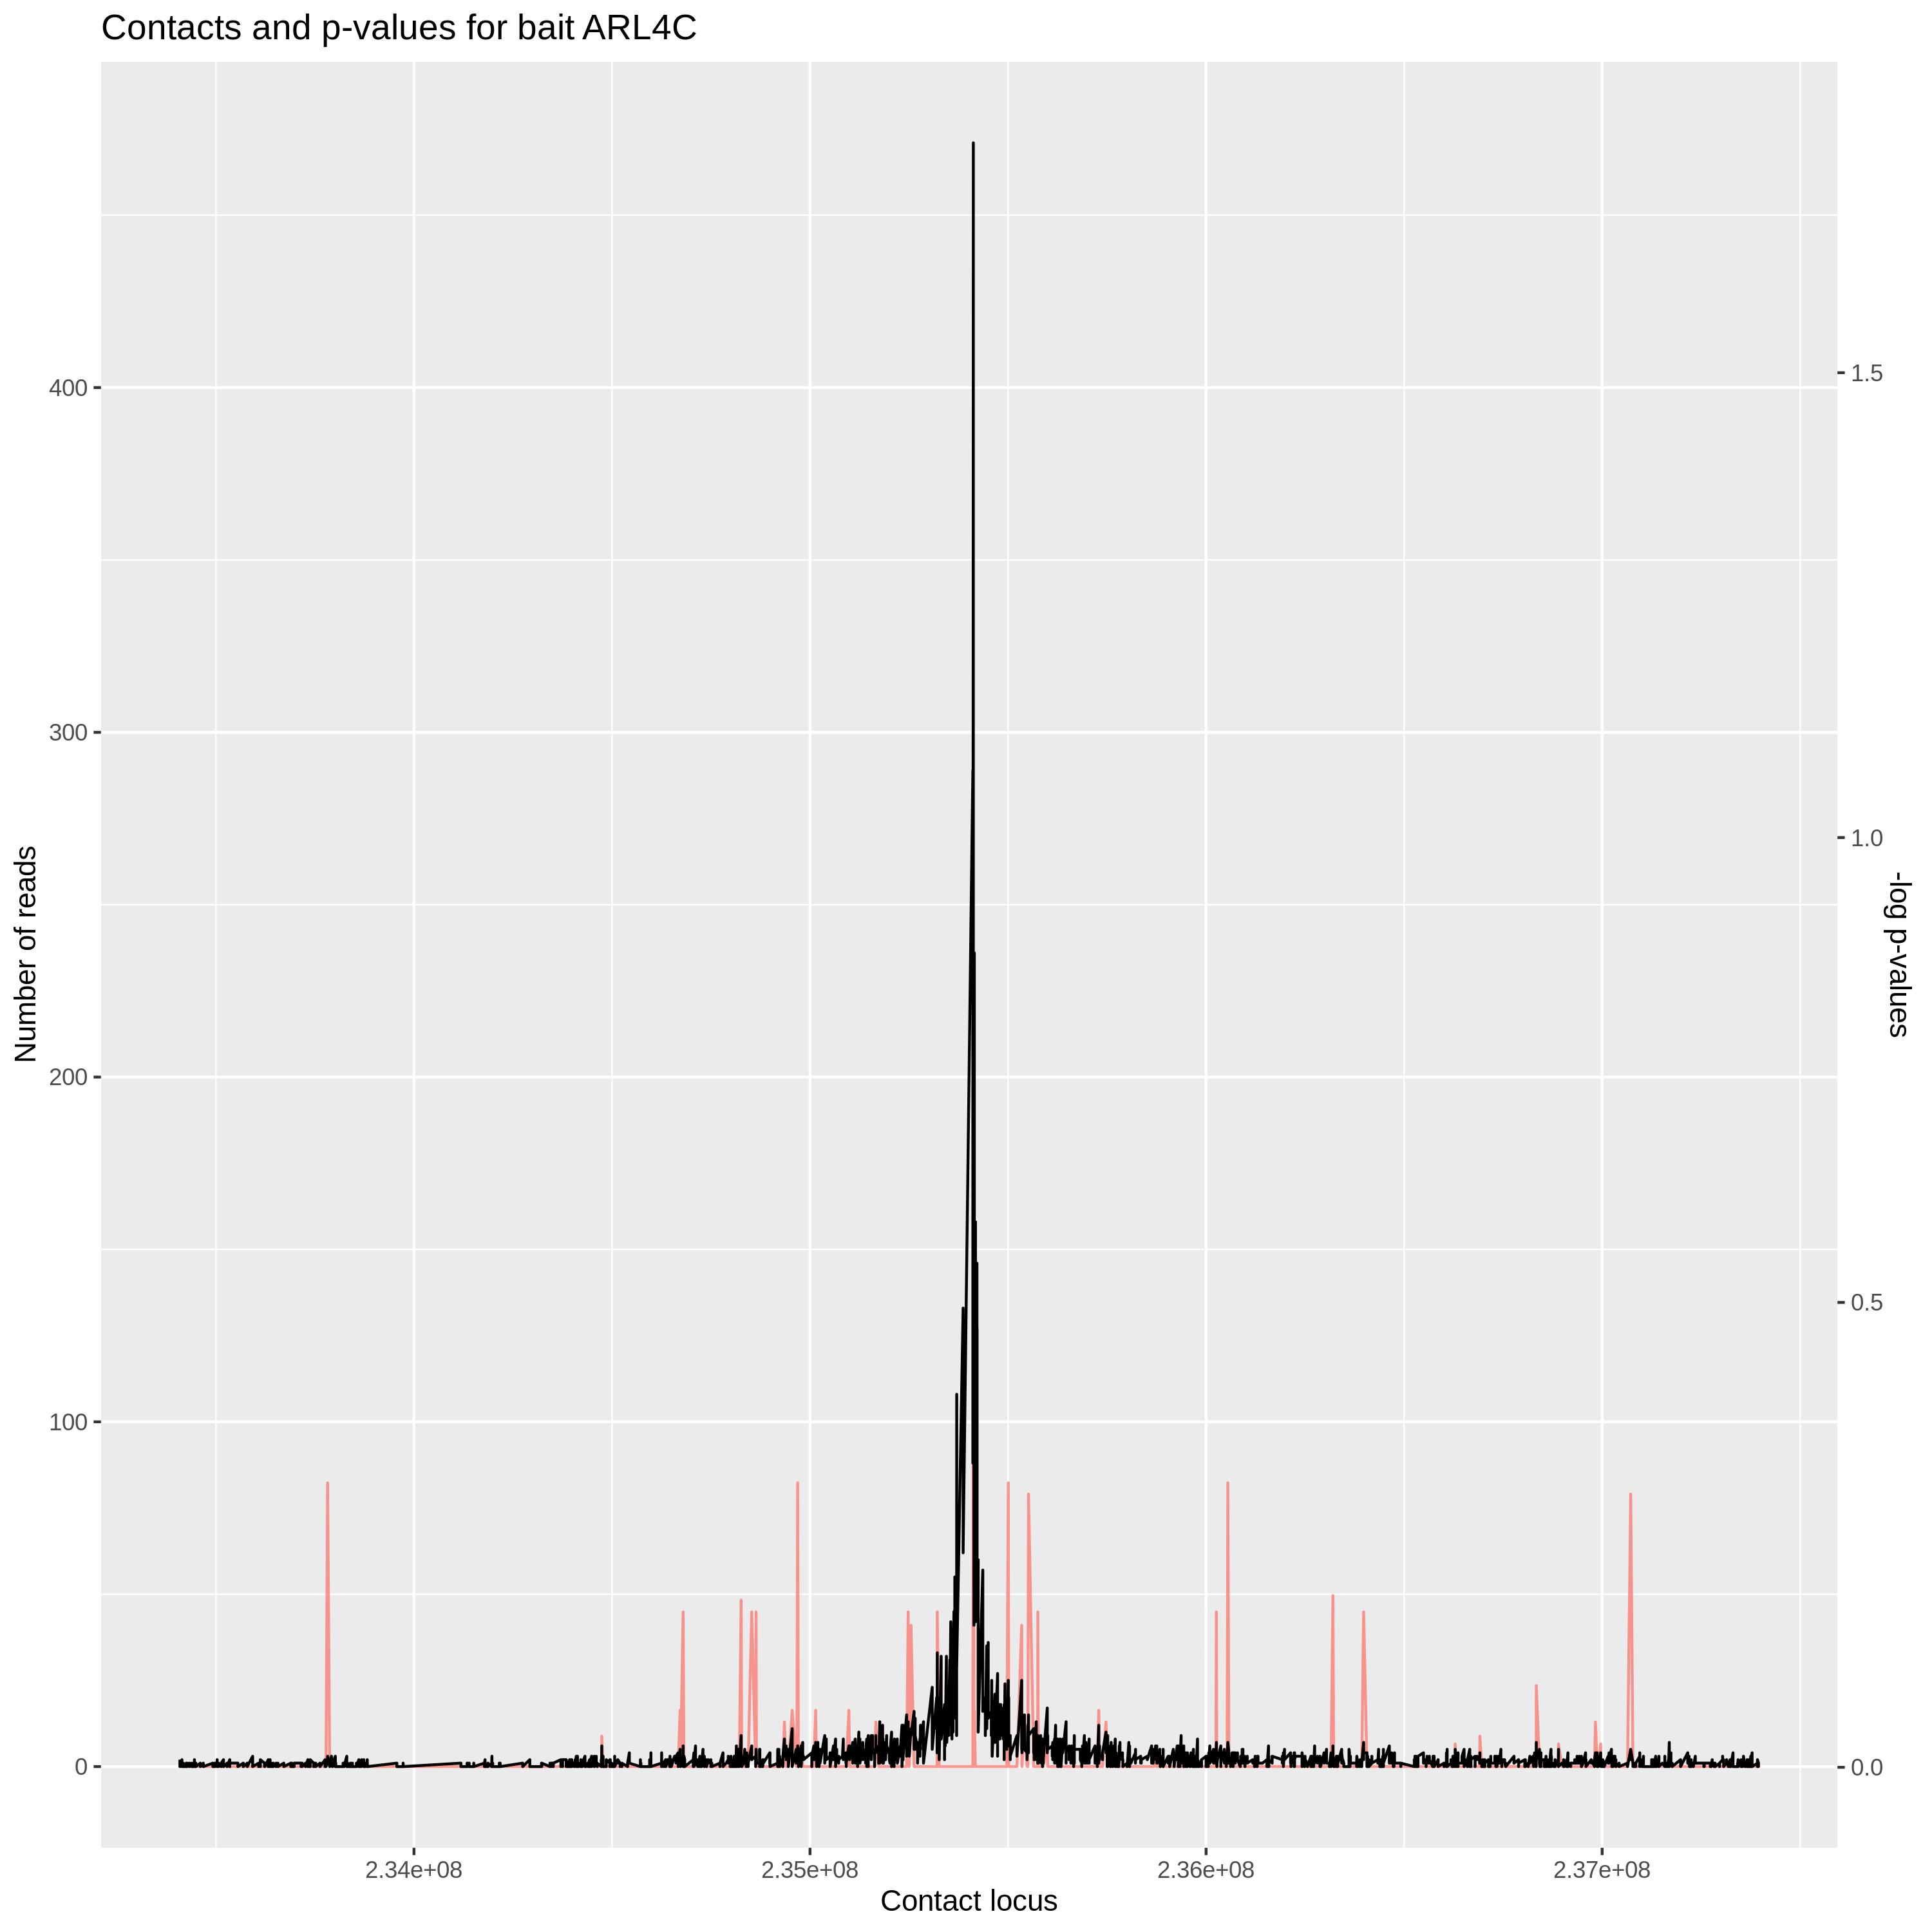 Contacts and p-values for bait ARL4C
400
300
200
100
0
Number of reads
1.5
1.0
0.5
0.0
-log p-values
2.34e+08
2.35e+08
2.36e+08
2.37e+08
Contact locus